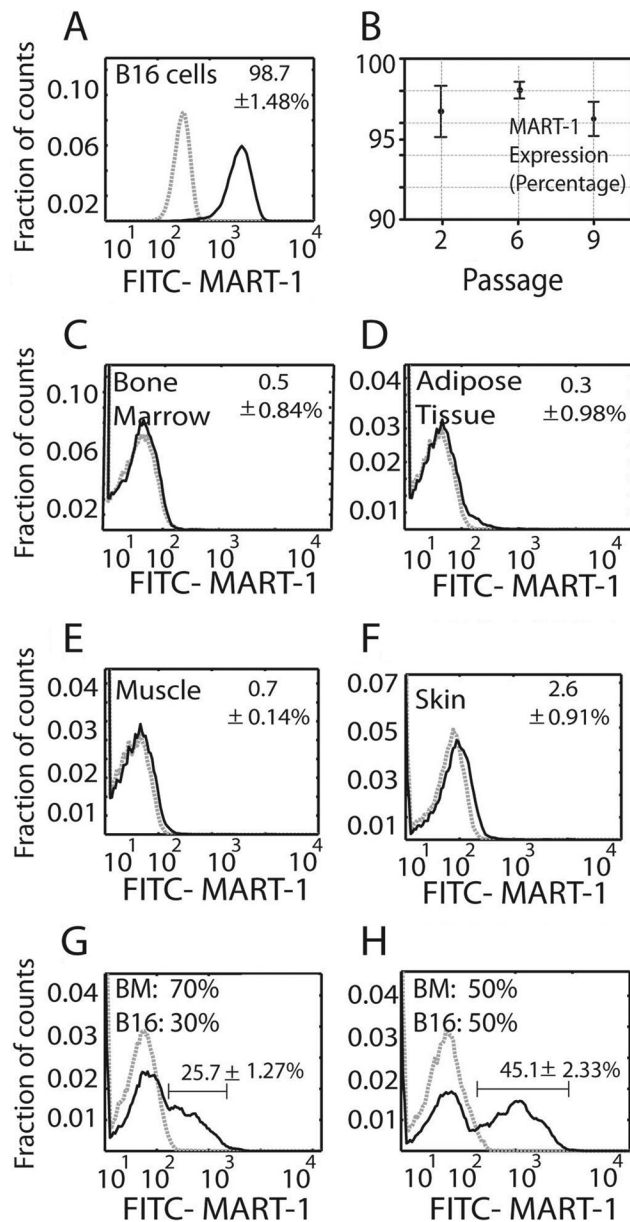 A
B16 cells
98.7
±1.48%
0.10
0.06
0.02
Fraction of counts
10^1 10^2 10^3 10^4
FITC- MART-1
B
100
95
90
MART-1
Expression
(Percentage)
2 6 9
Passage
C
Bone
Marrow
0.5
±0.84%
0.10
0.06
0.02
Fraction of counts
10^1 10^2 10^3 10^4
FITC- MART-1
D
Adipose
Tissue
0.3
±0.98%
0.04
0.03
0.02
0.01
10^1 10^2 10^3 10^4
FITC- MART-1
E
Muscle
0.7
±0.14%
0.04
0.03
0.02
0.01
Fraction of counts
10^1 10^2 10^3 10^4
FITC- MART-1
F
Skin
2.6
±0.91%
0.07
0.05
0.03
0.01
10^1 10^2 10^3 10^4
FITC- MART-1
G
BM: 70%
B16: 30%
25.7 ± 1.27%
0.04
0.03
0.02
0.01
Fraction of counts
10^1 10^2 10^3 10^4
FITC- MART-1
H
BM: 50%
B16: 50%
45.1± 2.33%
0.04
0.03
0.02
0.01
10^1 10^2 10^3 10^4
FITC- MART-1